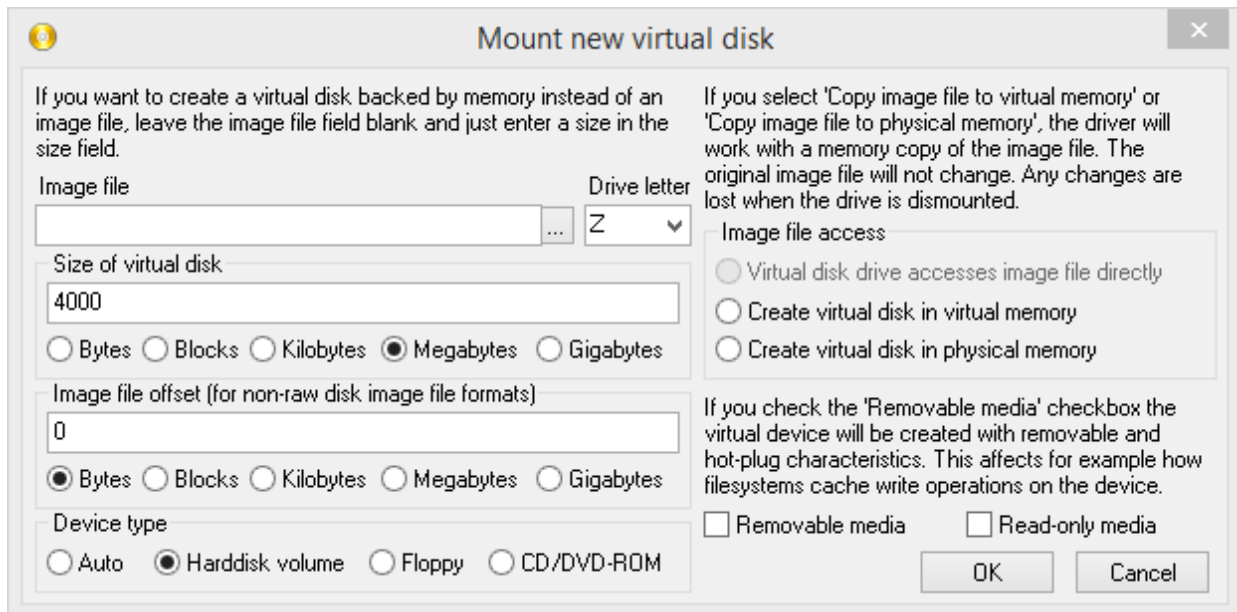 Mount new virtual disk
If you want to create a virtual disk backed by memory instead of an
image file, leave the image file field blank and just enter a size in the
size field.
Image file
Drive letter
...
Z
Size of virtual disk
4000
Bytes Blocks Kilobytes Megabytes Gigabytes
Image file offset (for non-raw disk image file formats)
0
Bytes Blocks Kilobytes Megabytes Gigabytes
Device type
Auto Harddisk volume Floppy CD/DVD-ROM
If you select 'Copy image file to virtual memory' or
'Copy image file to physical memory', the driver will
work with a memory copy of the image file. The
original image file will not change. Any changes are
lost when the drive is dismounted.
Image file access
Virtual disk drive accesses image file directly
Create virtual disk in virtual memory
Create virtual disk in physical memory
If you check the 'Removable media' checkbox the
virtual device will be created with removable and
hot-plug characteristics. This affects for example how
filesystems cache write operations on the device.
Removable media Read-only media
OK Cancel